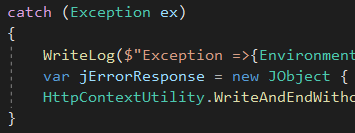 catch (Exception ex)
{
WriteLog($"Exception =>{Environment
var jErrorResponse = new JObject {
HttpContextUtility.WriteAndEndWitho
}